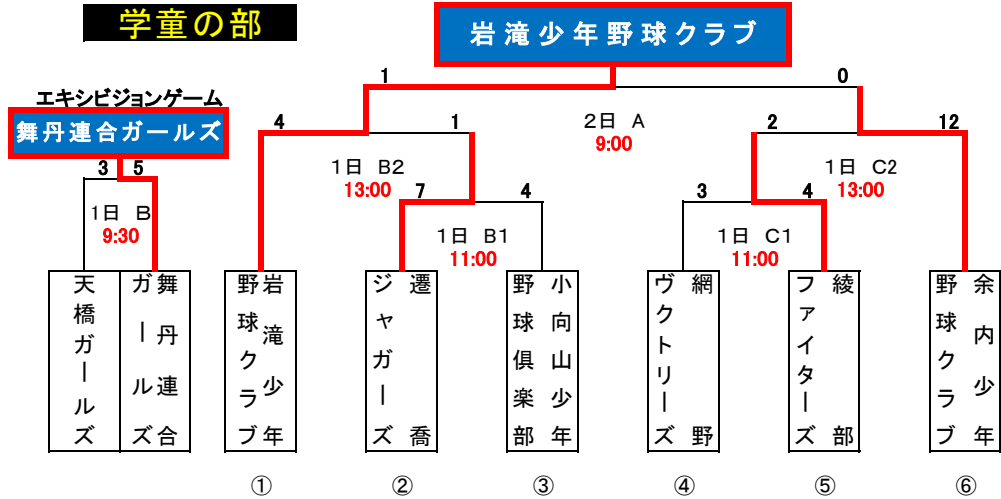 学童の部
岩滝少年野球クラブ
1
0
エキシビジョンゲーム
舞丹連合ガールズ
4
1
2日 A
9:00
2
12
3
5
1日 B2
13:00
1日 C2
13:00
7
4
3
4
1日 B
9:30
1日 B1
11:00
1日 C1
11:00
天橋ガールズ
舞丹連合
ガールズ
岩滝少年
野球クラブ
遷喬
ジャガーズ
小向山少年
野球倶楽部
網野
ヴクトリーズ
綾部
ファイターズ
余内少年
野球クラブ
①
②
③
④
⑤
⑥